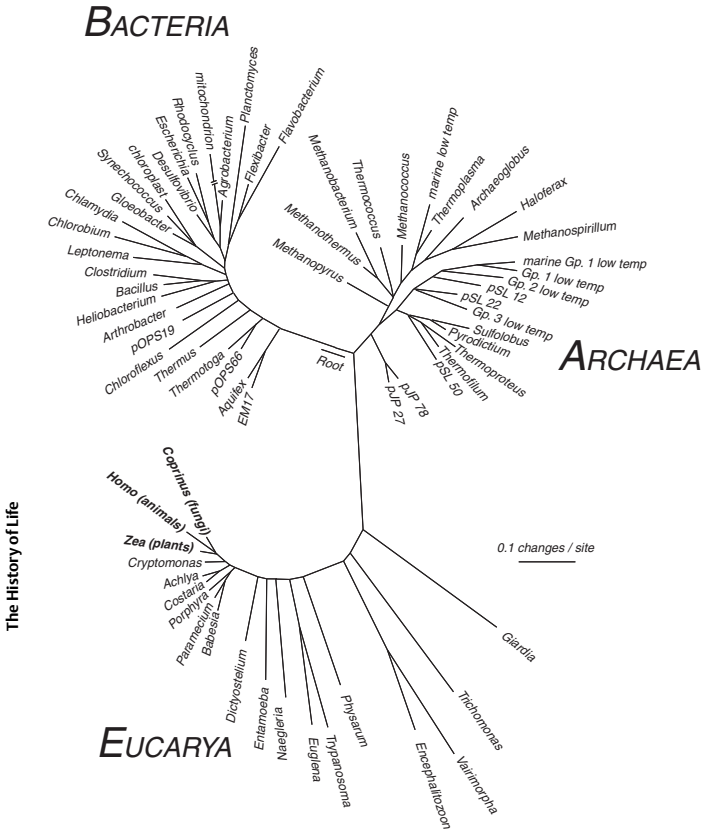 BACTERIA
Planctomyces
mitochondrion
Flavobacterium
Rhodocyclus
Escherichia
Desulfovibrio
Agrobacterium
Flexibacter
chloroplast
Synechococcus
Gloeobacter
Chlamydia
Chlorobium
Leptonema
Clostridium
Bacillus
Heliobacterium
Arthrobacter
pOPS19
Chloroflexus
Thermus
Thermotoga
pOPS66
Aquifex
EM17
Root
Methanopyrus
Methanothermus
Methanobacterium
Thermococcus
Methanococcus
marine low temp
Thermoplasma
Archaeoglobus
Haloferax
Methanospirillum
marine Gp. 1 low temp
Gp. 1 low temp
Gp. 2 low temp
pSL 12
pSL 22
Gp. 3 low temp
Sulfolobus
Pyrodictium
Thermoproteus
Thermofilum
pSL 50
pJP 78
pJP 27
ARCHAEA
The History of Life
Coprinus (fungi)
Homo (animals)
Zea (plants)
Cryptomonas
Achlya
Costaria
Porphyra
Paramecium
Babesia
Dictyostelium
Entamoeba
Naegleria
Euglena
Trypanosoma
Physarum
Encephalitozoon
Vairimorpha
Trichomonas
Giardia
0.1 changes / site
EUCARYA